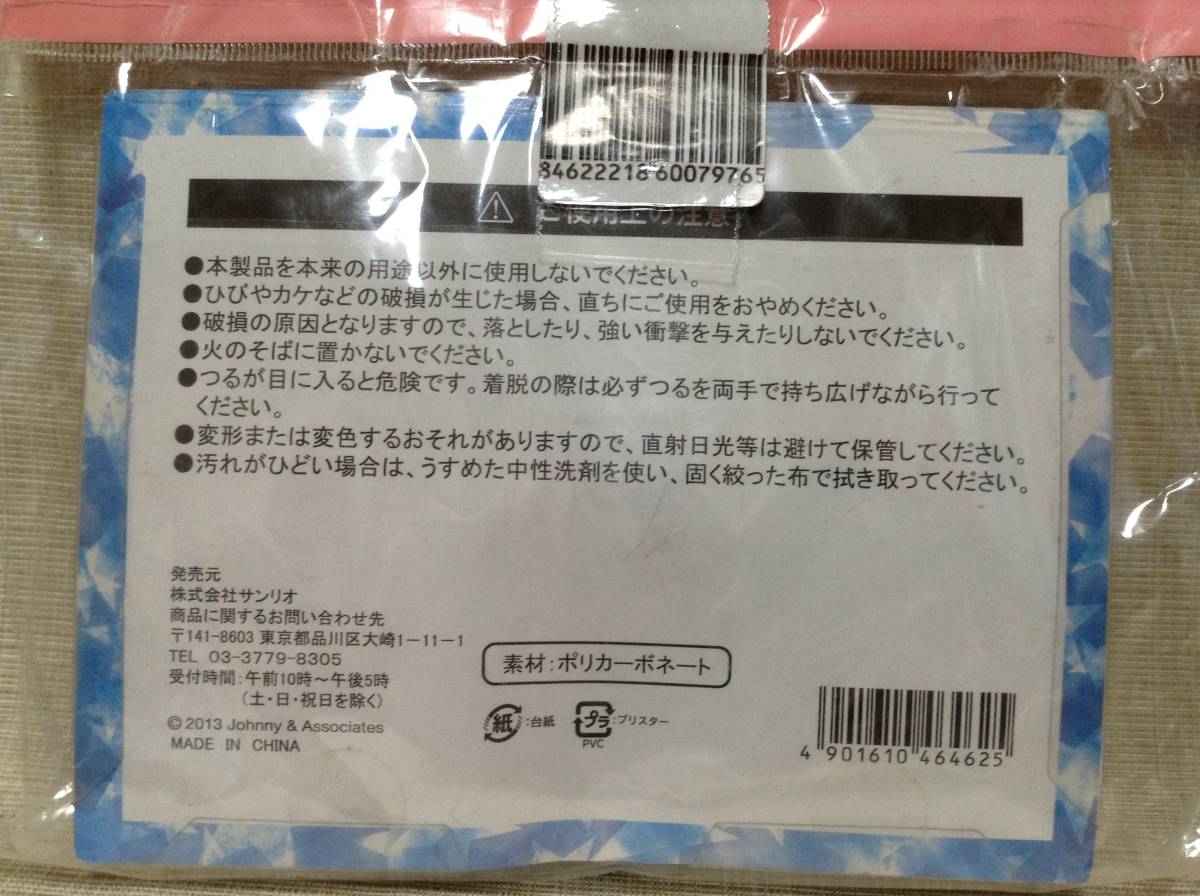 84622218 60079765
ご使用上の注意
●本製品を本来の用途以外に使用しないでください。
●ひびやカケなどの破損が生じた場合、直ちにご使用をおやめください。
●破損の原因となりますので、落としたり、強い衝撃を与えたりしないでください。
●火のそばに置かないでください。
●つるが目に入ると危険です。着脱の際は必ずつるを両手で持ち広げながら行って
ください。
●変形または変色するおそれがありますので、直射日光等は避けて保管してください。
●汚れがひどい場合は、うすめた中性洗剤を使い、固く絞った布で拭き取ってください。
発売元
株式会社サンリオ
商品に関するお問い合わせ先
〒141-8603 東京都品川区大崎1-11-1
TEL 03-3779-8305
受付時間:午前10時〜午後5時
(土・日・祝日を除く)
©2013 Johnny & Associates
MADE IN CHINA
素材:ポリカーボネート
紙:台紙
プラ:ブリスター
PVC
4 901610 464625